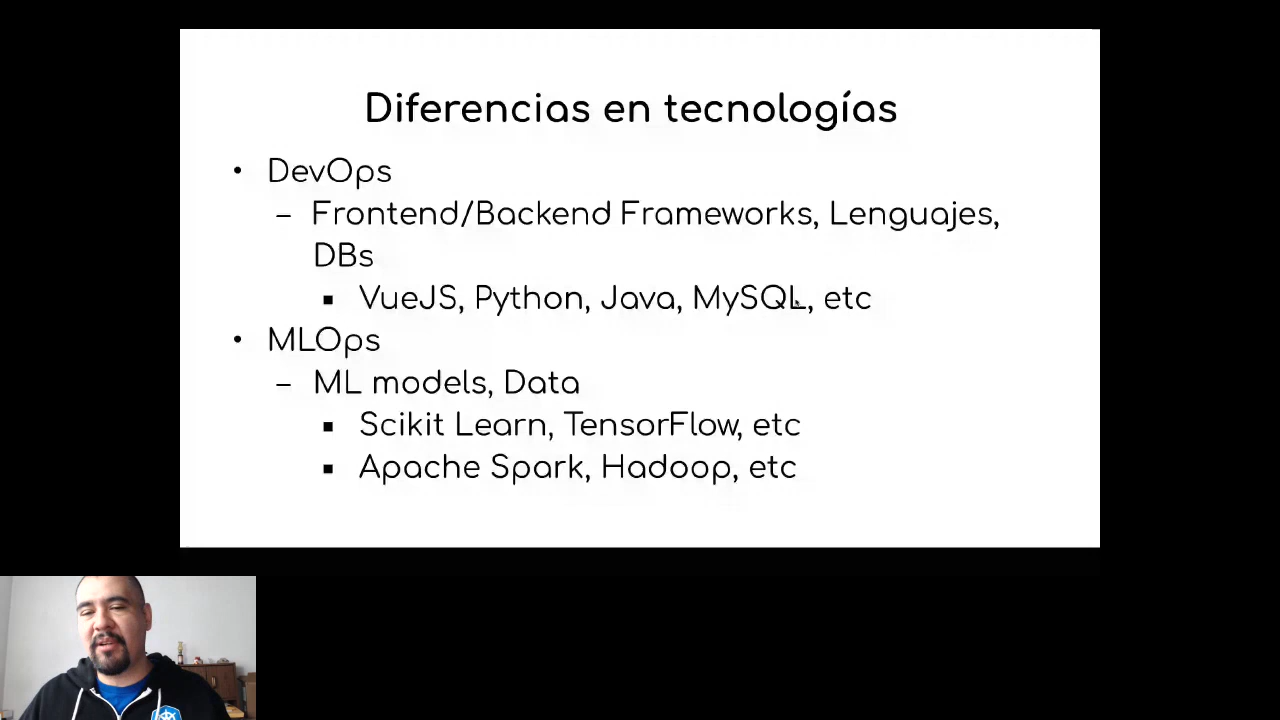 Diferencias en tecnologías
• DevOps
– Frontend/Backend Frameworks, Lenguajes,
DBs
▪ VueJS, Python, Java, MySQL, etc
• MLOps
– ML models, Data
▪ Scikit Learn, TensorFlow, etc
▪ Apache Spark, Hadoop, etc